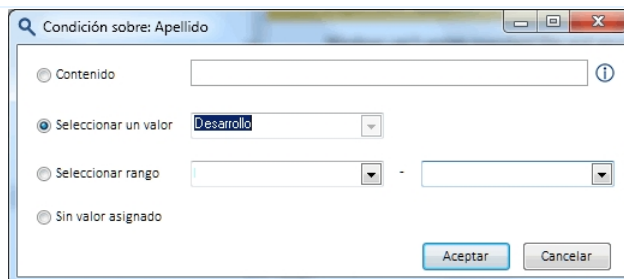 Condición sobre: Apellido
Contenido
Seleccionar un valor Desarrollo
Seleccionar rango -
Sin valor asignado
Aceptar Cancelar